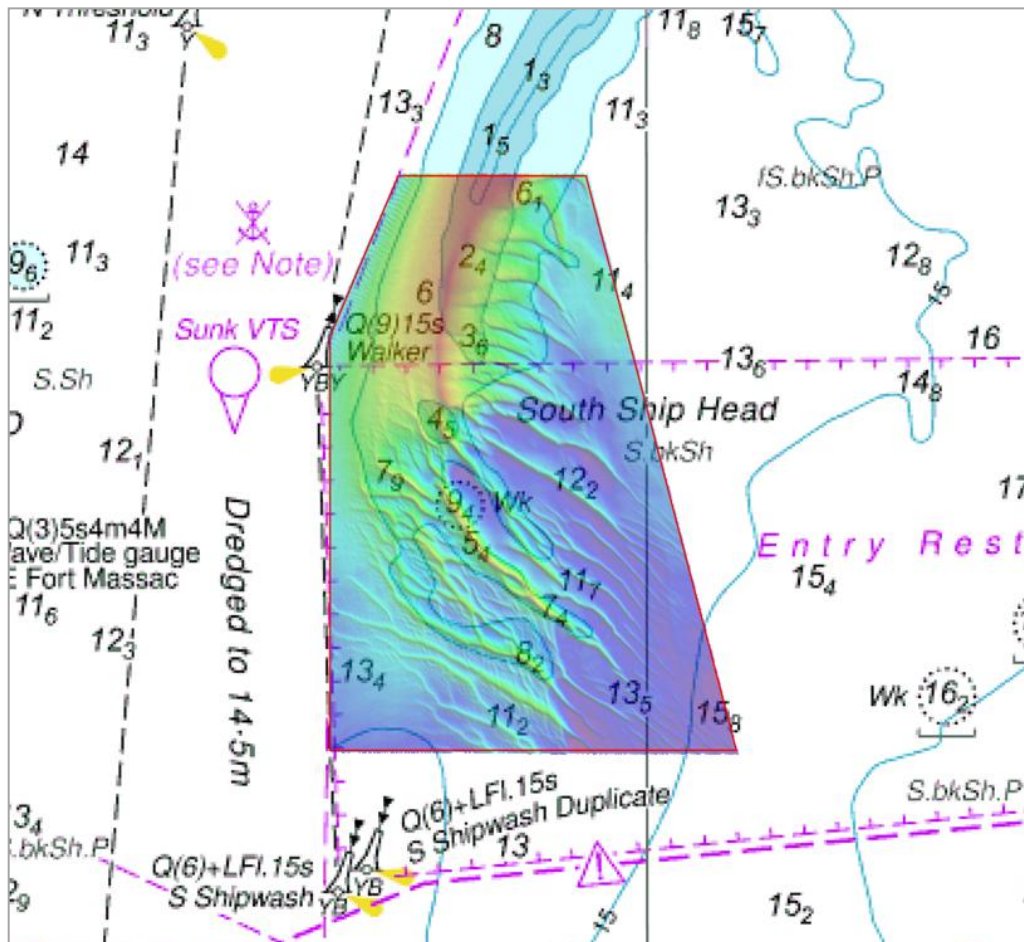 N Threshold
Y
11₃
8
1₃
11₈
15₇
13₃
11₃
14
1₅
IS.bkSh.P
6₁
13₃
11₃
9₆
(see Note)
2₄
11₄
12₈
15
11₂
6
Sunk VTS
Q(9)15s
Walker
3₆
16
13₆
S.Sh
YBY
14₈
4₅
South Ship Head
S.bkSh
12₁
7₉
12₂
17
9₄
Wk
Q(3)5s4m4M
ave/Tide gauge
E Fort Massac
Dredged to 14·5m
5₄
Entry Rest
11₆
11₇
15₄
7₄
12₃
8₂
13₄
13₅
Wk
16₂
11₂
15₈
S.bkSh.P
Q(6)+LFl.15s
S Shipwash Duplicate
3₄
.bkSh.P
13
Q(6)+LFl.15s
S Shipwash
YB
YB
9
15₂
15